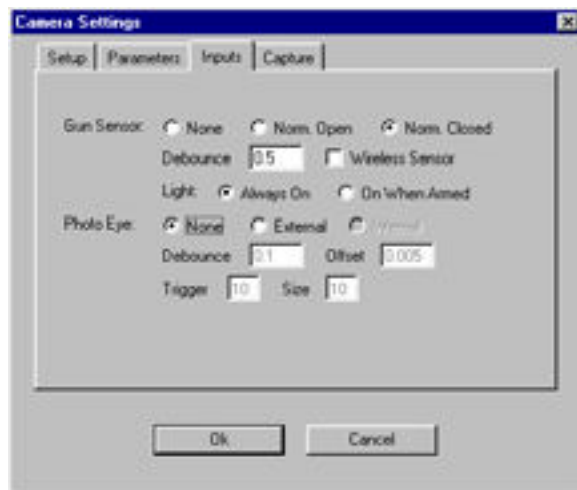 Camera Settings
Setup Parameters Inputs Capture
Gun Sensor: None Norm. Open Norm. Closed
Debounce 0.5 Wireless Sensor
Light: Always On On When Armed
Photo Eye: None External
Debounce 0.1 Offset 0.005
Trigger 10 Size 10
Ok Cancel